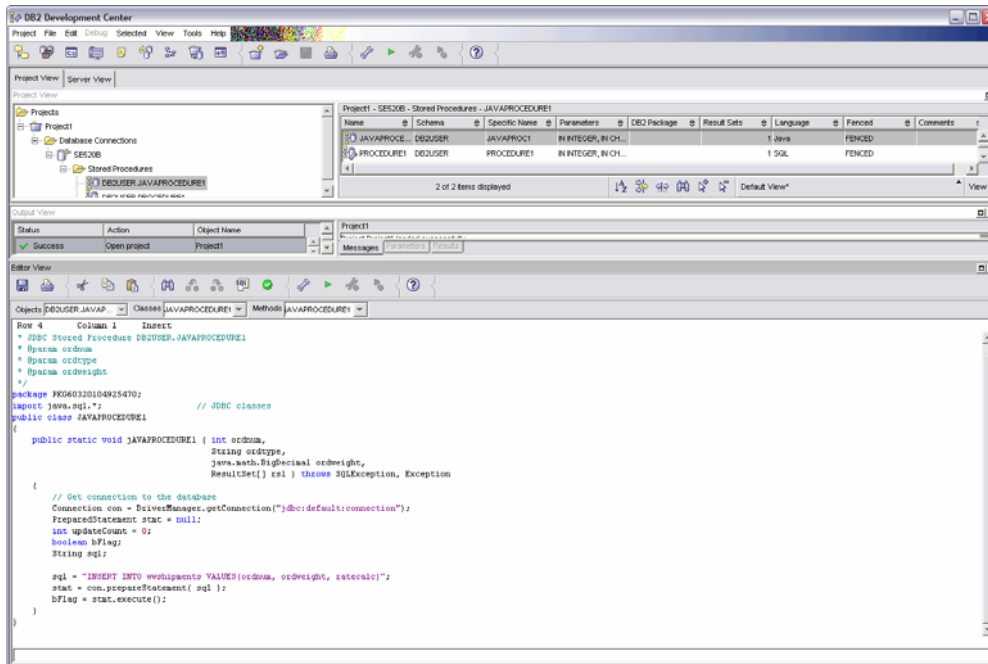 DB2 Development Center
Project File Edit Debug Selected View Tools Help
Project View Server View
Project View
Projects
Project1
Database Connections
SE520B
Stored Procedures
DB2USER.JAVAPROCEDURE1
Project1 - SE520B - Stored Procedures - JAVAPROCEDURE1
Name Schema Specific Name Parameters DB2 Package Result Sets Language Fenced Comments
JAVAPROCE... DB2USER JAVAPROC1 IN INTEGER, IN CH... 1 Java FENCED
PROCEDURE1 DB2USER PROCEDURE1 IN INTEGER, IN CH... 1 SQL FENCED
2 of 2 items displayed Default View* View
Output View
Status Action Object Name
Success Open project Project1
Project1
Messages Parameters Results
Editor View
Objects DB2USER.JAVAP... Classes JAVAPROCEDURE1 Methods jAVAPROCEDURE1
Row 4 Column 1 Insert
* JDBC Stored Procedure DB2USER.JAVAPROCEDURE1
* @param ordnum
* @param ordtype
* @param ordweight
*/
package PKG60320104925470;
import java.sql.*; // JDBC classes
public class JAVAPROCEDURE1
{
public static void jAVAPROCEDURE1 ( int ordnum,
String ordtype,
java.math.BigDecimal ordweight,
ResultSet[] rs1 ) throws SQLException, Exception
{
// Get connection to the database
Connection con = DriverManager.getConnection("jdbc:default:connection");
PreparedStatement stmt = null;
int updateCount = 0;
boolean bFlag;
String sql;
sql = "INSERT INTO wwshipments VALUES(ordnum, ordweight, ratecalc)";
stmt = con.prepareStatement( sql );
bFlag = stmt.execute();
}
}